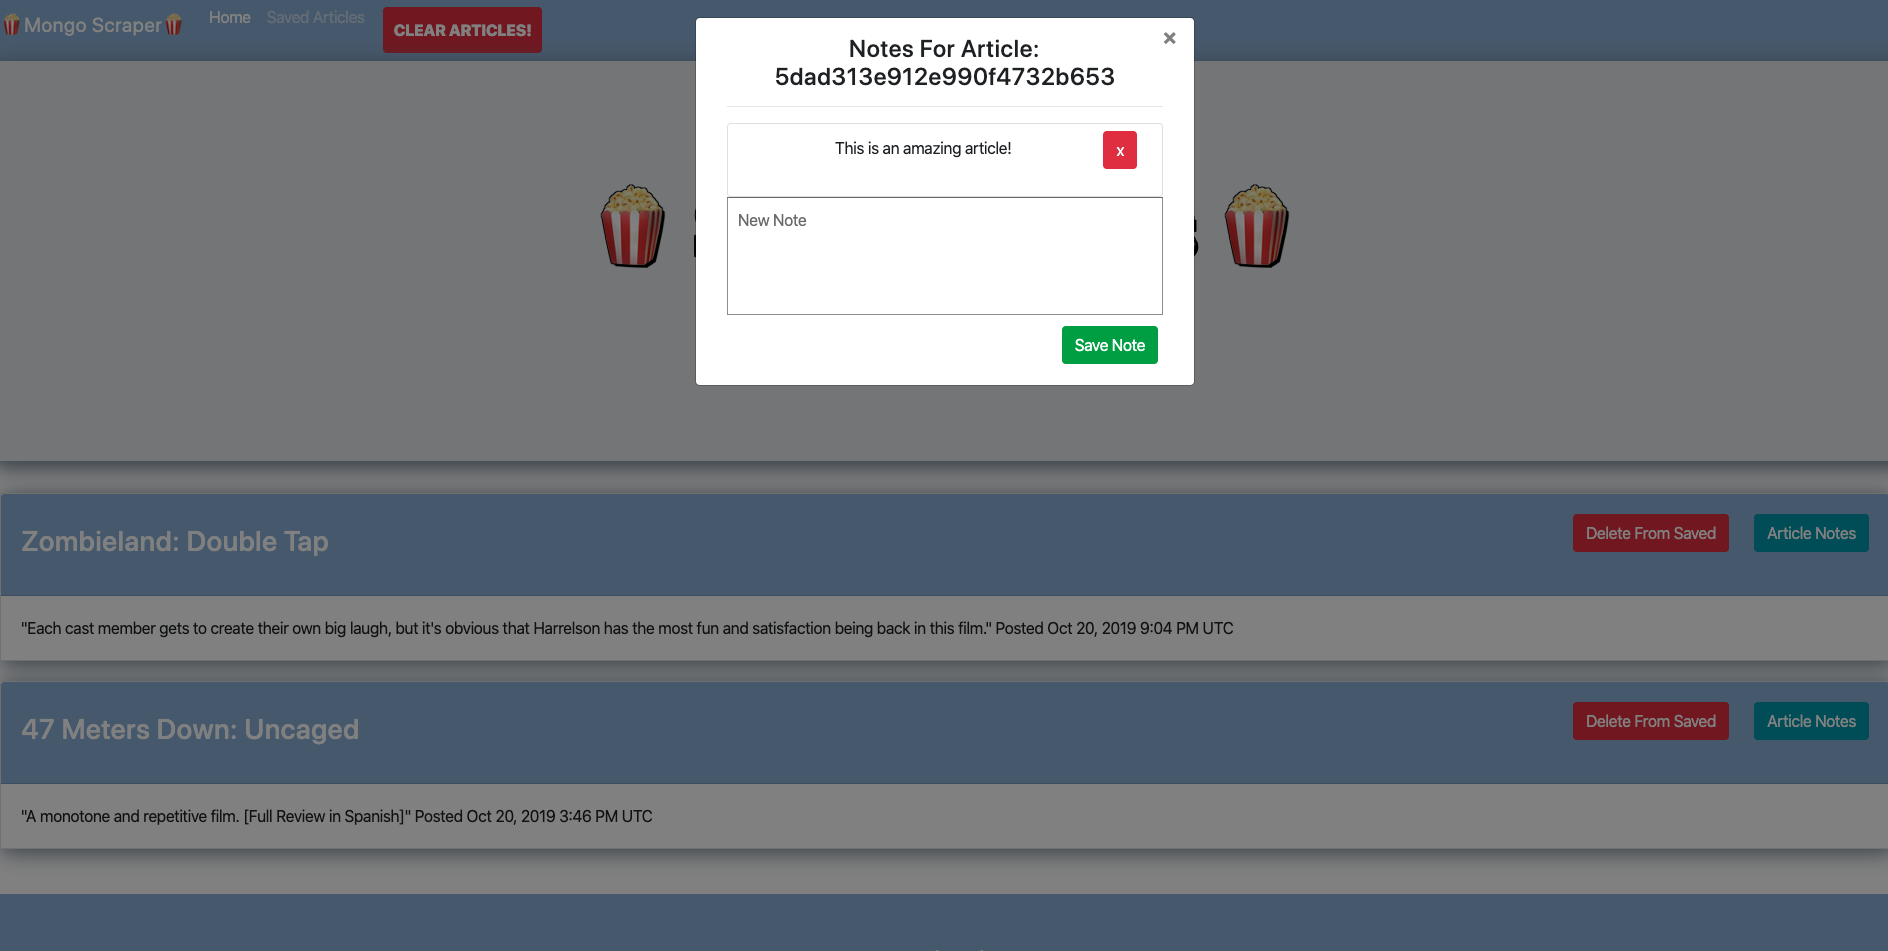 Mongo Scraper
Home
Saved Articles
CLEAR ARTICLES!
Notes For Article:
5dad313e912e990f4732b653
×
This is an amazing article!
x
New Note
Save Note
Zombieland: Double Tap
Delete From Saved
Article Notes
"Each cast member gets to create their own big laugh, but it's obvious that Harrelson has the most fun and satisfaction being back in this film." Posted Oct 20, 2019 9:04 PM UTC
47 Meters Down: Uncaged
Delete From Saved
Article Notes
"A monotone and repetitive film. [Full Review in Spanish]" Posted Oct 20, 2019 3:46 PM UTC